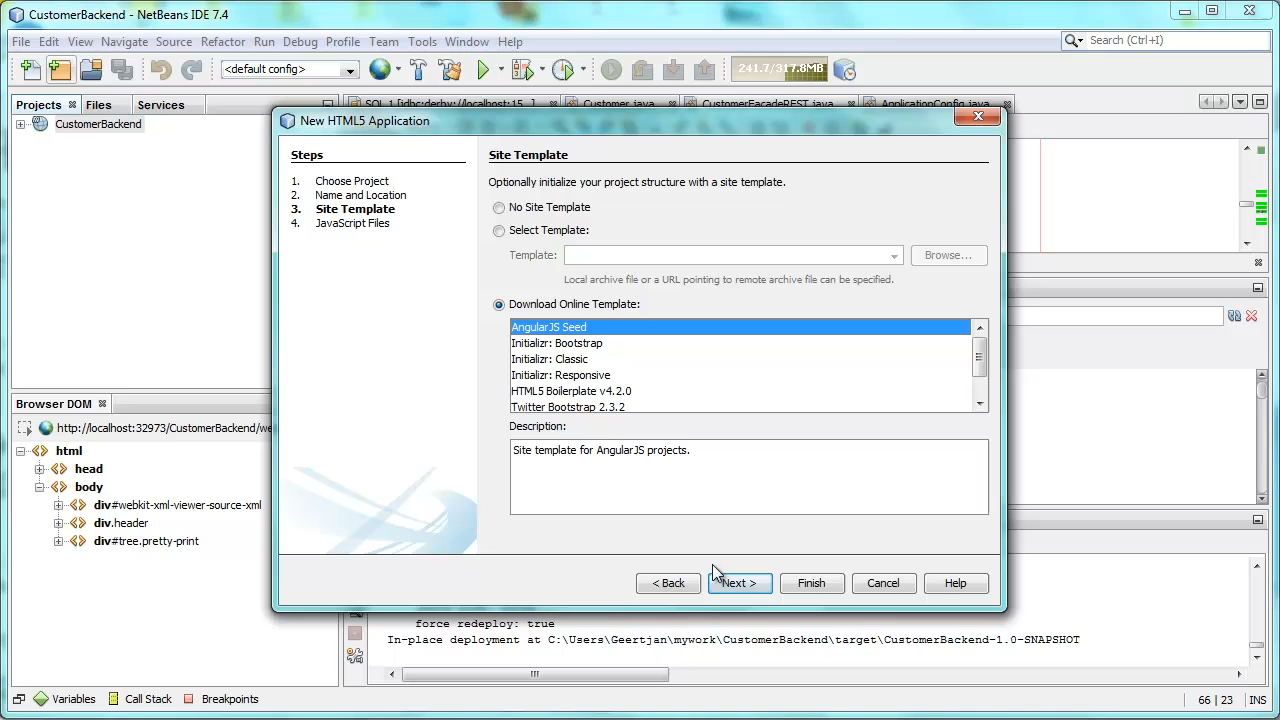 CustomerBackend - NetBeans IDE 7.4
File Edit View Navigate Source Refactor Run Debug Profile Team Tools Window Help
Search (Ctrl+I)
<default config>
241.7/317.8MB
Projects Files Services
SQL 1 [jdbc:derby://localhost:15... Customer.java CustomerFacadeREST.java ApplicationConfig.java
CustomerBackend
New HTML5 Application
Steps
1. Choose Project
2. Name and Location
3. Site Template
4. JavaScript Files
Site Template
Optionally initialize your project structure with a site template.
No Site Template
Select Template:
Template:
Browse...
Local archive file or a URL pointing to remote archive file can be specified.
Download Online Template:
AngularJS Seed
Initializr: Bootstrap
Initializr: Classic
Initializr: Responsive
HTML5 Boilerplate v4.2.0
Twitter Bootstrap 2.3.2
Description:
Site template for AngularJS projects.
< Back Next > Finish Cancel Help
Browser DOM
http://localhost:32973/CustomerBackend/we
html
head
body
div#webkit-xml-viewer-source-xml
div.header
div#tree.pretty-print
force redeploy: true
In-place deployment at C:\Users\Geertjan\mywork\CustomerBackend\target\CustomerBackend-1.0-SNAPSHOT
Variables Call Stack Breakpoints
66 | 23 INS